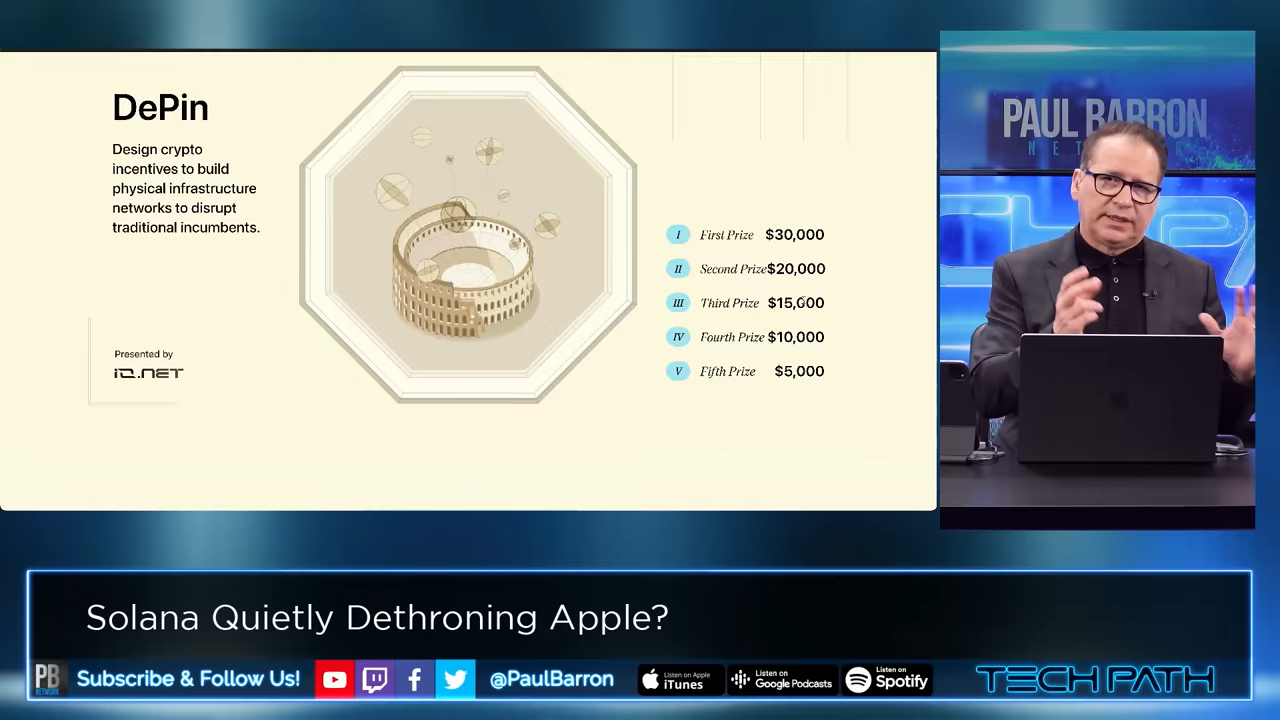 DePin
Design crypto
incentives to build
physical infrastructure
networks to disrupt
traditional incumbents.
Presented by
io.net
I First Prize $30,000
II Second Prize $20,000
III Third Prize $15,000
IV Fourth Prize $10,000
V Fifth Prize $5,000
PAUL BARRON
NETWORK
Solana Quietly Dethroning Apple?
PB
NETWORK
Subscribe & Follow Us!
@PaulBarron
Listen on Apple
iTunes
Listen on
Google Podcasts
Listen on
Spotify
TECH PATH